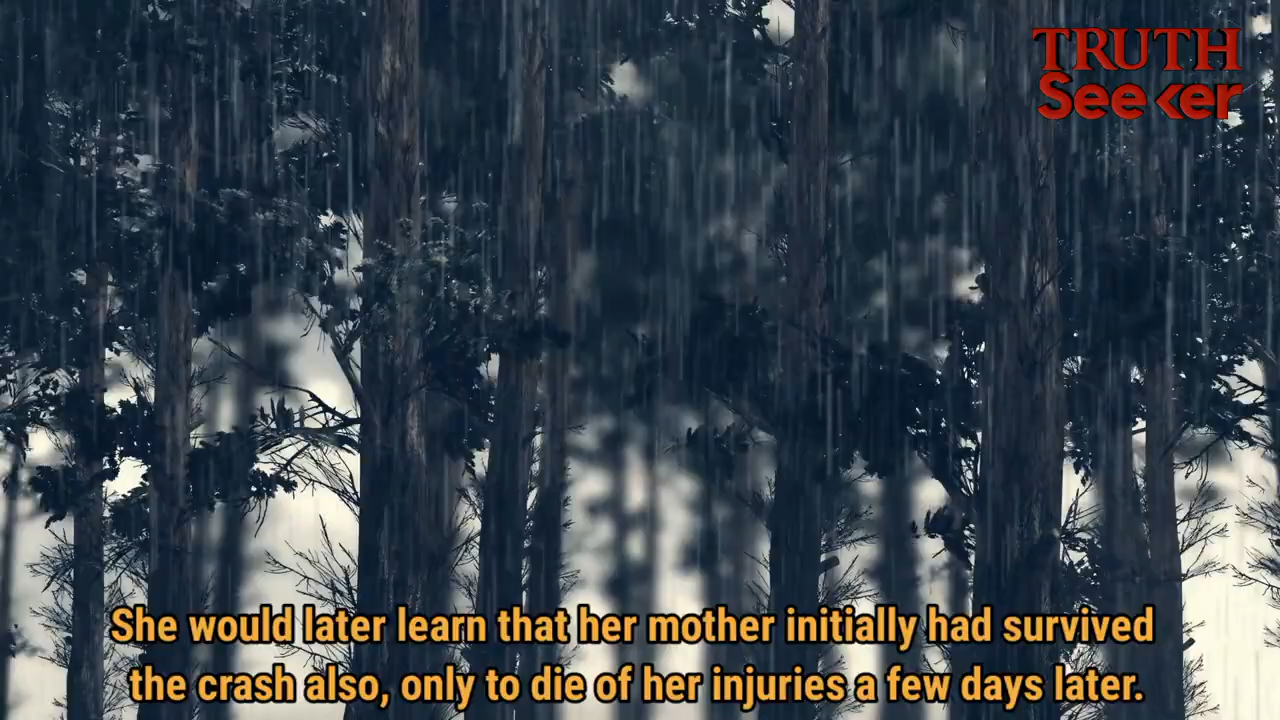 TRUTH
Seeker
She would later learn that her mother initially had survived
the crash also, only to die of her injuries a few days later.